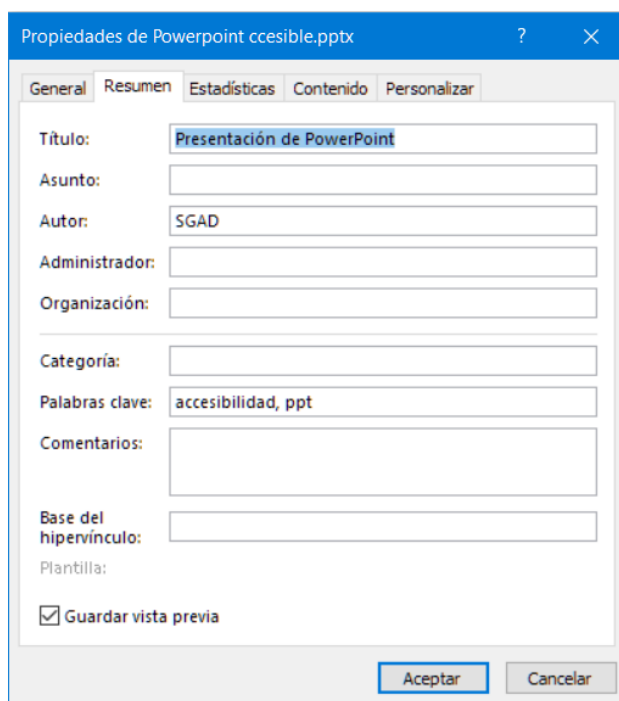 Propiedades de Powerpoint ccesible.pptx ? ×
General Resumen Estadísticas Contenido Personalizar
Título: Presentación de PowerPoint
Asunto:
Autor: SGAD
Administrador:
Organización:
Categoría:
Palabras clave: accesibilidad, ppt
Comentarios:
Base del
hipervínculo:
Plantilla:
Guardar vista previa
Aceptar Cancelar